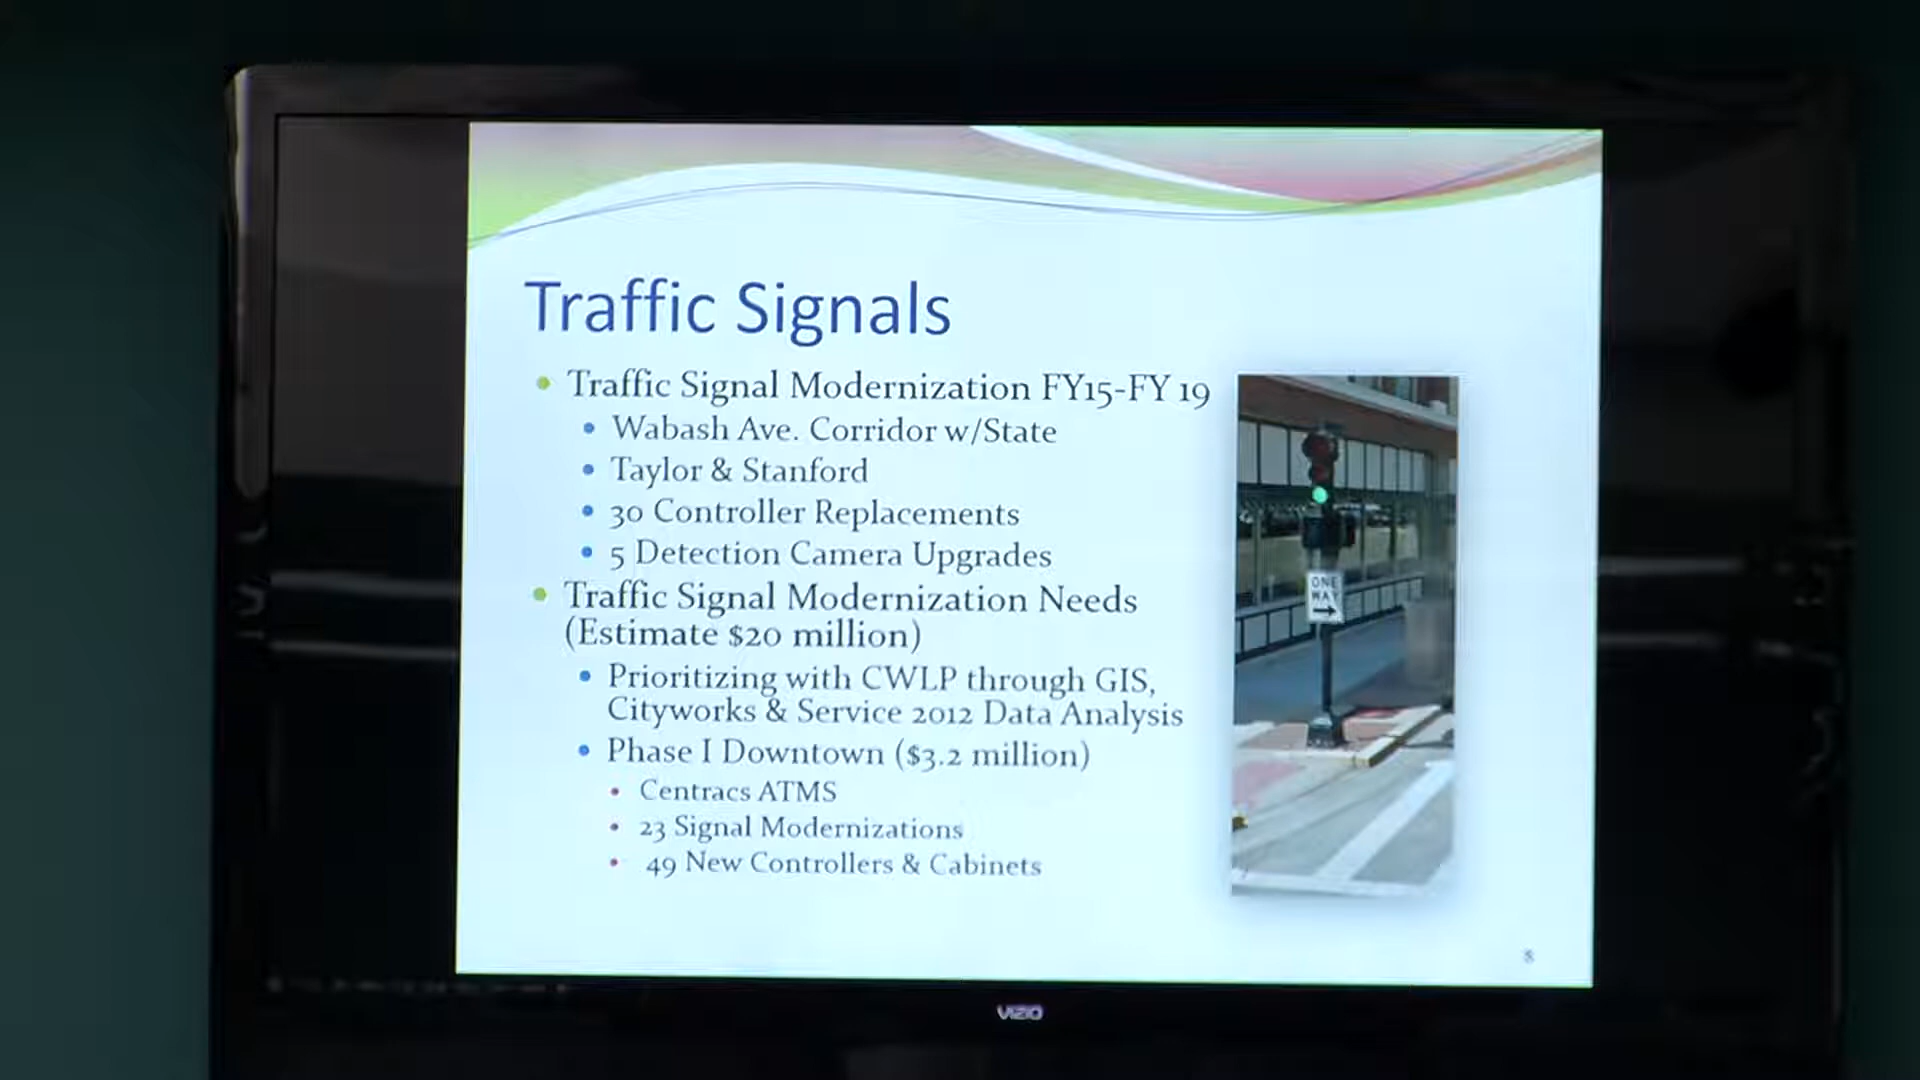 Traffic Signals
Traffic Signal Modernization FY15-FY 19
Wabash Ave. Corridor w/State
Taylor & Stanford
30 Controller Replacements
5 Detection Camera Upgrades
Traffic Signal Modernization Needs
(Estimate $20 million)
Prioritizing with CWLP through GIS,
Cityworks & Service 2012 Data Analysis
Phase I Downtown ($3.2 million)
Centracs ATMS
23 Signal Modernizations
49 New Controllers & Cabinets
ONE
WAY
8
VIZIO